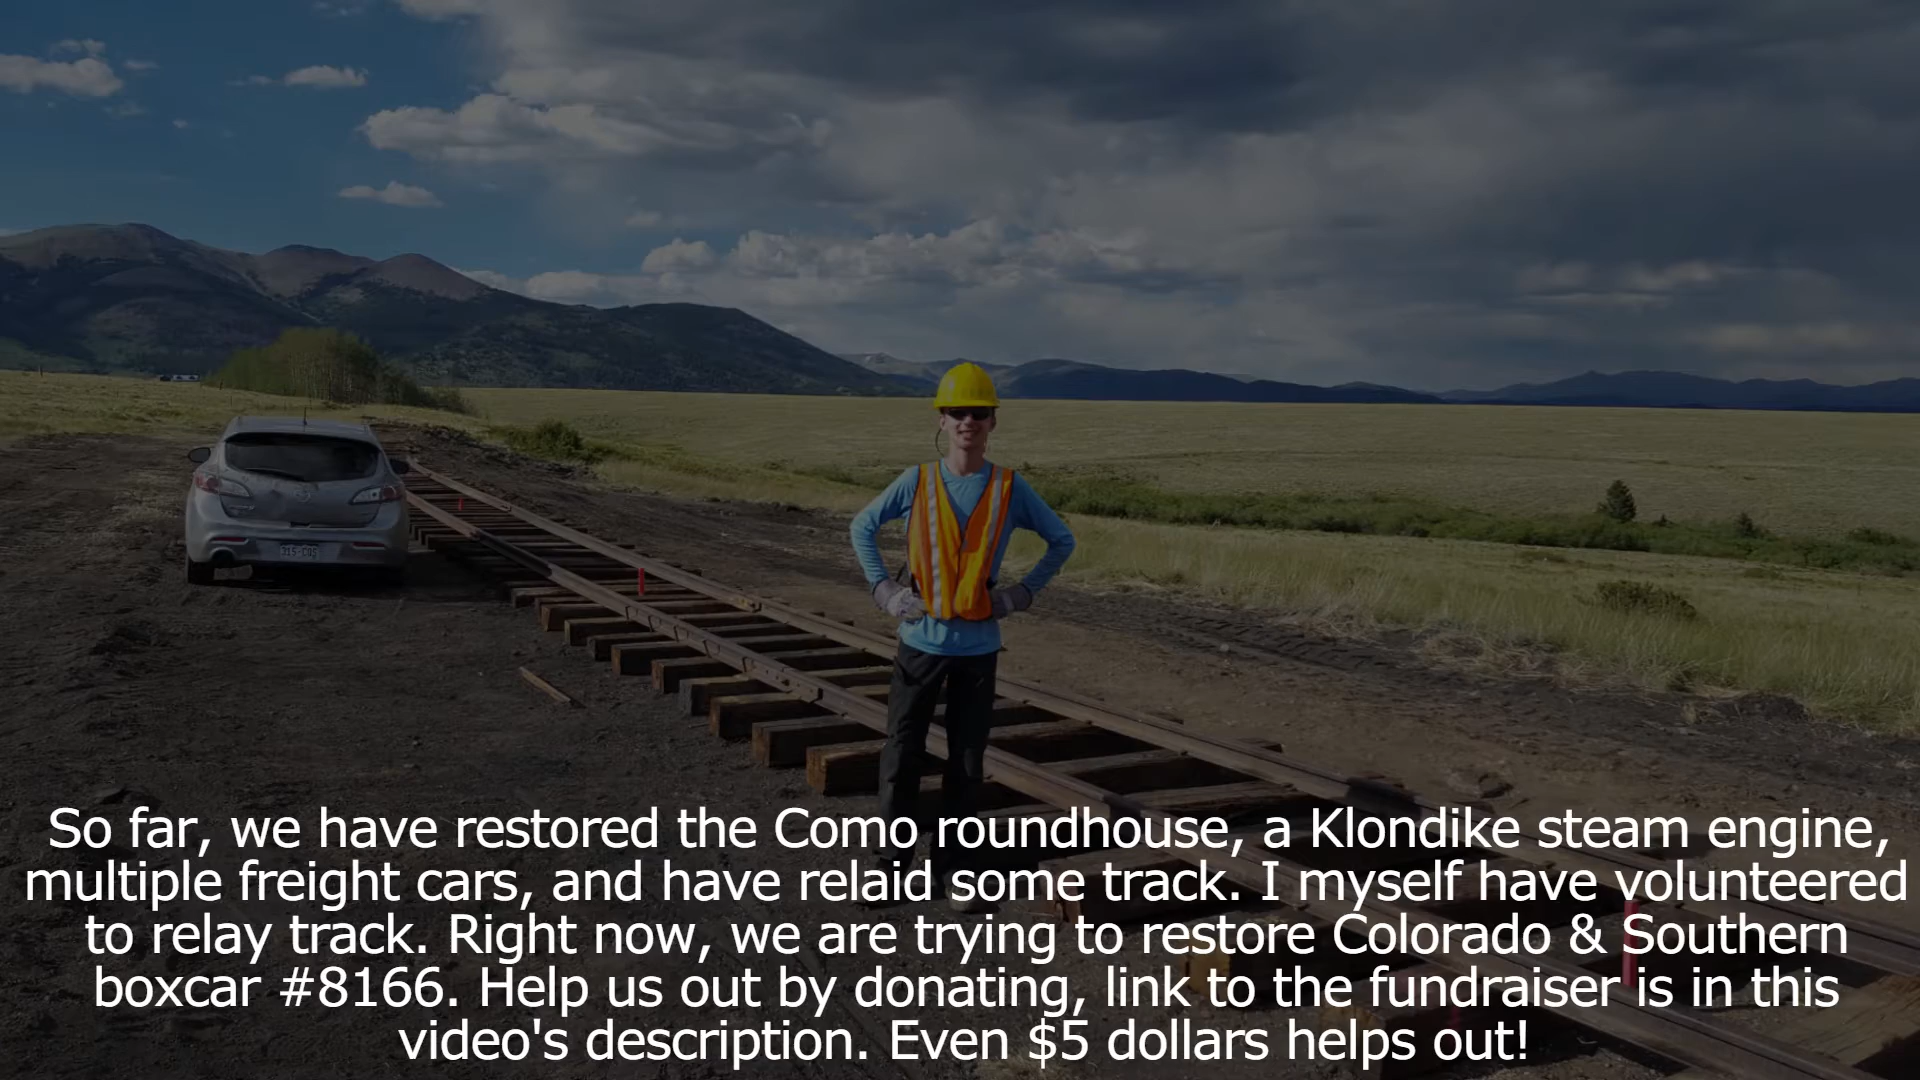 315-CQS
So far, we have restored the Como roundhouse, a Klondike steam engine,
multiple freight cars, and have relaid some track. I myself have volunteered
to relay track. Right now, we are trying to restore Colorado & Southern
boxcar #8166. Help us out by donating, link to the fundraiser is in this
video's description. Even $5 dollars helps out!